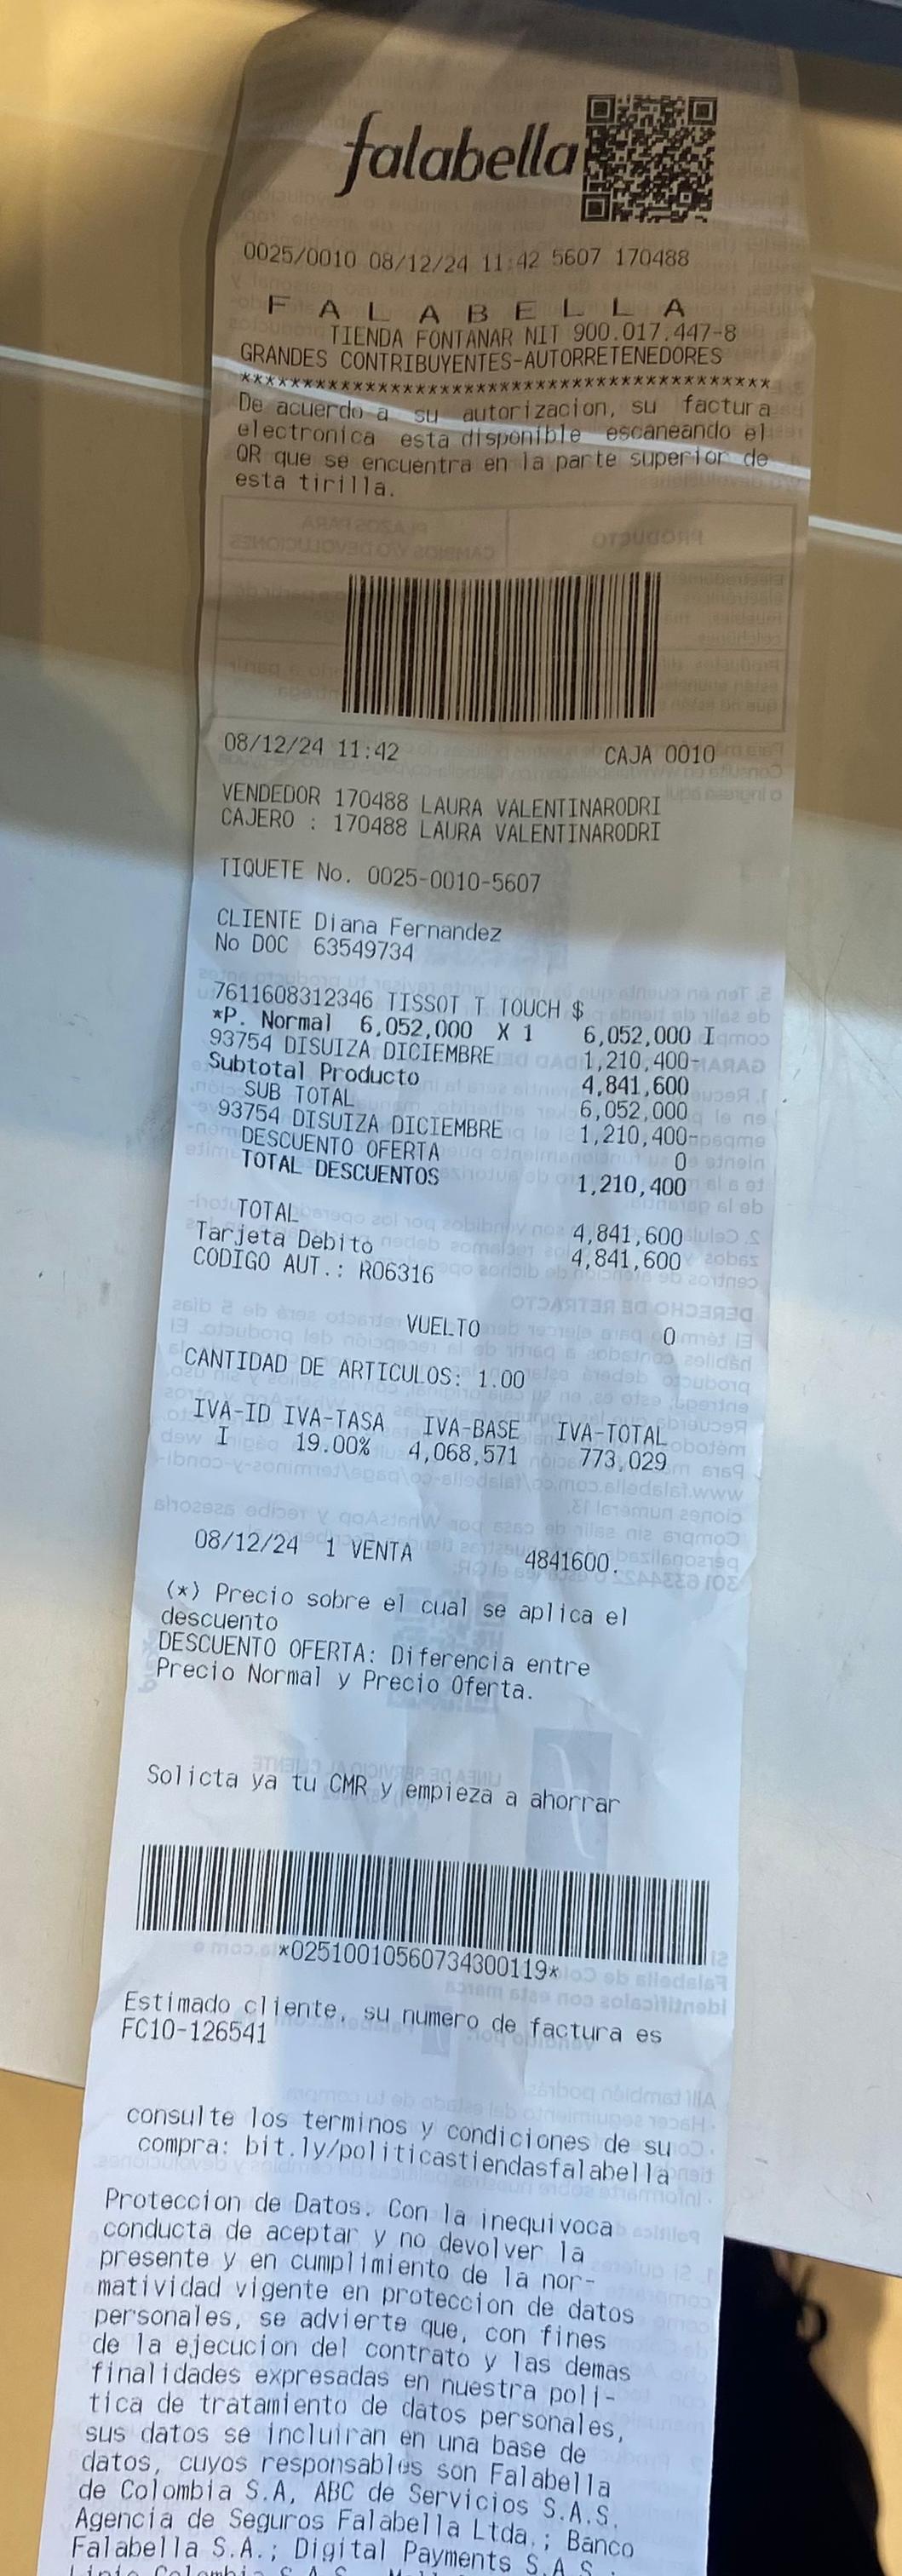 falabella
0025/0010 08/12/24 11:42 5607 170488
F A L A B E L L A
TIENDA FONTANAR NIT 900.017.447-8
GRANDES CONTRIBUYENTES-AUTORRETENEDORES
******************************************
De acuerdo a su autorizacion, su factura
electronica esta disponible escaneando el
QR que se encuentra en la parte superior de
esta tirilla.
08/12/24 11:42 CAJA 0010
VENDEDOR 170488 LAURA VALENTINARODRI
CAJERO : 170488 LAURA VALENTINARODRI
TIQUETE No. 0025-0010-5607
CLIENTE Diana Fernandez
No DOC 63549734
7611608312346 TISSOT T TOUCH $
*P. Normal 6,052,000 X 1 6,052,000 I
93754 DISUIZA DICIEMBRE 1,210,400-
Subtotal Producto 4,841,600
SUB TOTAL 6,052,000
93754 DISUIZA DICIEMBRE 1,210,400-
DESCUENTO OFERTA 0
TOTAL DESCUENTOS 1,210,400
TOTAL 4,841,600
Tarjeta Debito 4,841,600
CODIGO AUT.: R06316
VUELTO 0
CANTIDAD DE ARTICULOS: 1.00
IVA-ID IVA-TASA IVA-BASE IVA-TOTAL
I 19.00% 4,068,571 773,029
08/12/24 1 VENTA 4841600.
(*) Precio sobre el cual se aplica el
descuento
DESCUENTO OFERTA: Diferencia entre
Precio Normal y Precio Oferta.
Solicta ya tu CMR y empieza a ahorrar
*02510010560734300119*
Estimado cliente, su numero de factura es
FC10-126541
consulte los terminos y condiciones de su
compra: bit.ly/politicastiendasfalabella
Proteccion de Datos. Con la inequivoca
conducta de aceptar y no devolver la
presente y en cumplimiento de la nor-
matividad vigente en proteccion de datos
personales, se advierte que, con fines
de la ejecucion del contrato y las demas
finalidades expresadas en nuestra poli-
tica de tratamiento de datos personales,
sus datos se incluiran en una base de
datos, cuyos responsables son Falabella
de Colombia S.A, ABC de Servicios S.A.S.
Agencia de Seguros Falabella Ltda.; Banco
Falabella S.A.; Digital Payments S.A.S.;